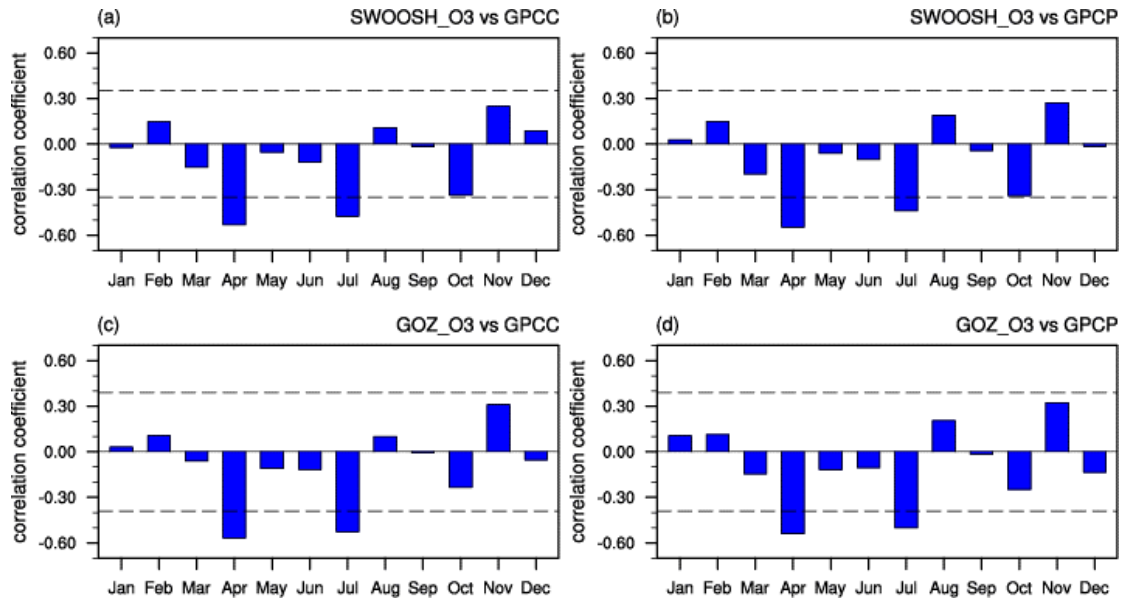 (a) SWOOSH_O3 vs GPCC
correlation coefficient
0.60
0.30
0.00
-0.30
-0.60
Jan Feb Mar Apr May Jun Jul Aug Sep Oct Nov Dec
(b) SWOOSH_O3 vs GPCP
correlation coefficient
0.60
0.30
0.00
-0.30
-0.60
Jan Feb Mar Apr May Jun Jul Aug Sep Oct Nov Dec
(c) GOZ_O3 vs GPCC
correlation coefficient
0.60
0.30
0.00
-0.30
-0.60
Jan Feb Mar Apr May Jun Jul Aug Sep Oct Nov Dec
(d) GOZ_O3 vs GPCP
correlation coefficient
0.60
0.30
0.00
-0.30
-0.60
Jan Feb Mar Apr May Jun Jul Aug Sep Oct Nov Dec